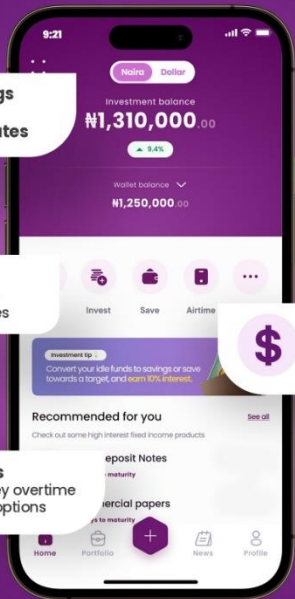 9:21
Naira Dollar
gs
Investment balance
ates
₦1,310,000.00
9.4%
Wallet balance
₦1,250,000.00
es
Invest Save Airtime
$
Investment tip
Convert your idle funds to savings or save
towards a target, and earn 10% interest.
Recommended for you See all
Check out some high interest fixed income products
eposit Notes
maturity
s
ey overtime
options
ercial papers
ys to maturity
Home Portfolio News Profile